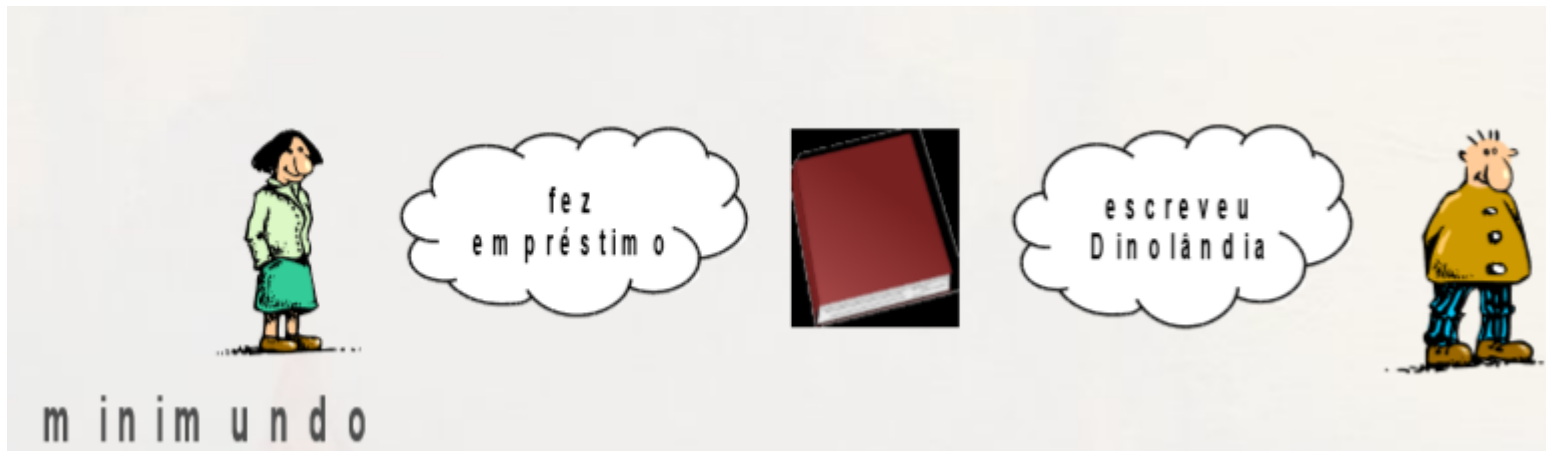 fez
empréstimo
escreveu
Dinolândia
minimundo